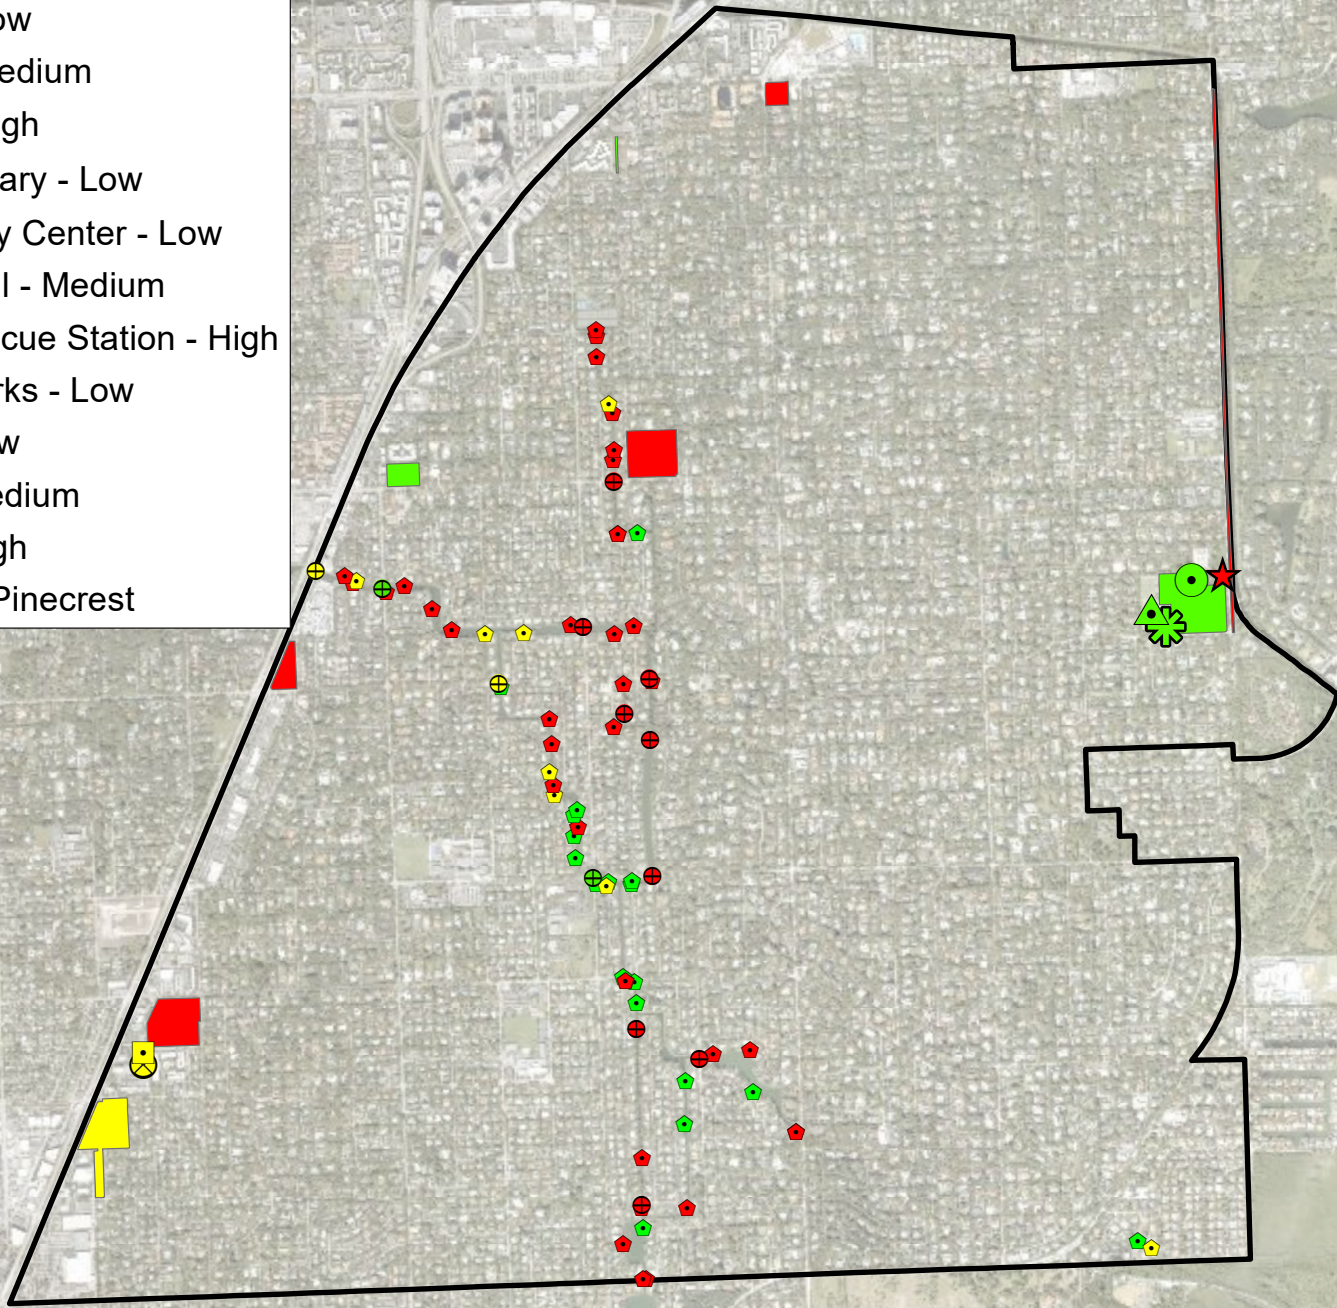 ow
edium
gh
ary - Low
y Center - Low
l - Medium
cue Station - High
rks - Low
w
edium
gh
Pinecrest